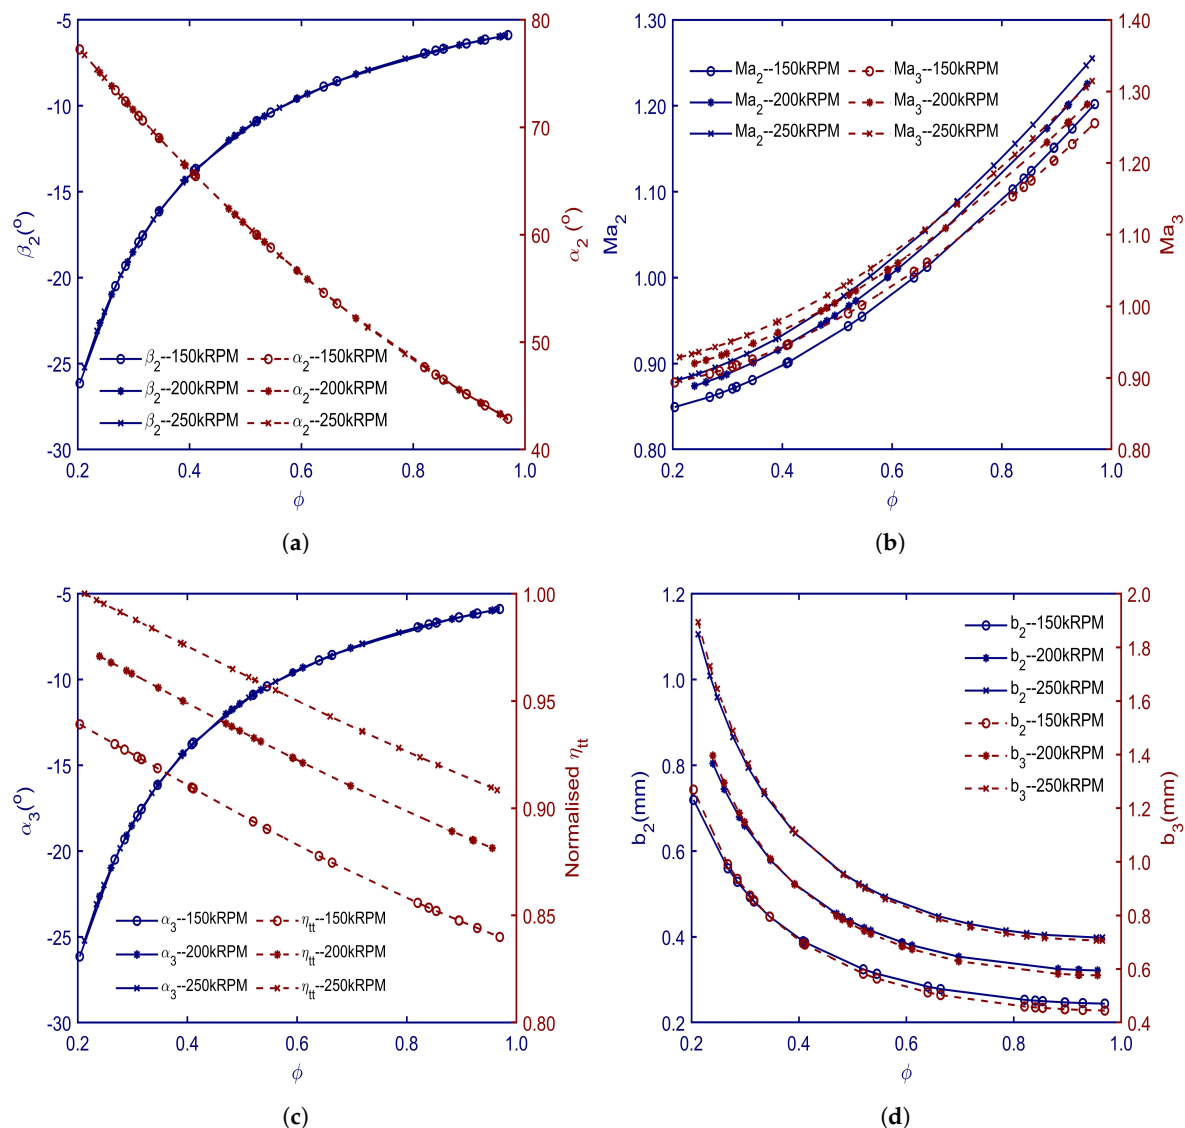 -5
-10
-15
-20
-25
-30
β2(o)
80
70
60
50
40
α2 (o)
β2--150kRPM
β2--200kRPM
β2--250kRPM
α2--150kRPM
α2--200kRPM
α2--250kRPM
0.2 0.4 0.6 0.8 1.0
ϕ
(a)
1.30
1.20
1.10
1.00
0.90
0.80
Ma2
1.40
1.30
1.20
1.10
1.00
0.90
0.80
Ma3
Ma2--150kRPM
Ma2--200kRPM
Ma2--250kRPM
Ma3--150kRPM
Ma3--200kRPM
Ma3--250kRPM
0.2 0.4 0.6 0.8 1.0
ϕ
(b)
-5
-10
-15
-20
-25
-30
α3(o)
1.00
0.95
0.90
0.85
0.80
Normalised ηtt
α3--150kRPM
α3--200kRPM
α3--250kRPM
ηtt--150kRPM
ηtt--200kRPM
ηtt--250kRPM
0.2 0.4 0.6 0.8 1.0
ϕ
(c)
1.2
1.0
0.8
0.6
0.4
0.2
b2(mm)
2.0
1.8
1.6
1.4
1.2
1.0
0.8
0.6
0.4
b3(mm)
b2--150kRPM
b2--200kRPM
b2--250kRPM
b2--150kRPM
b3--200kRPM
b3--250kRPM
0.2 0.4 0.6 0.8 1.0
ϕ
(d)